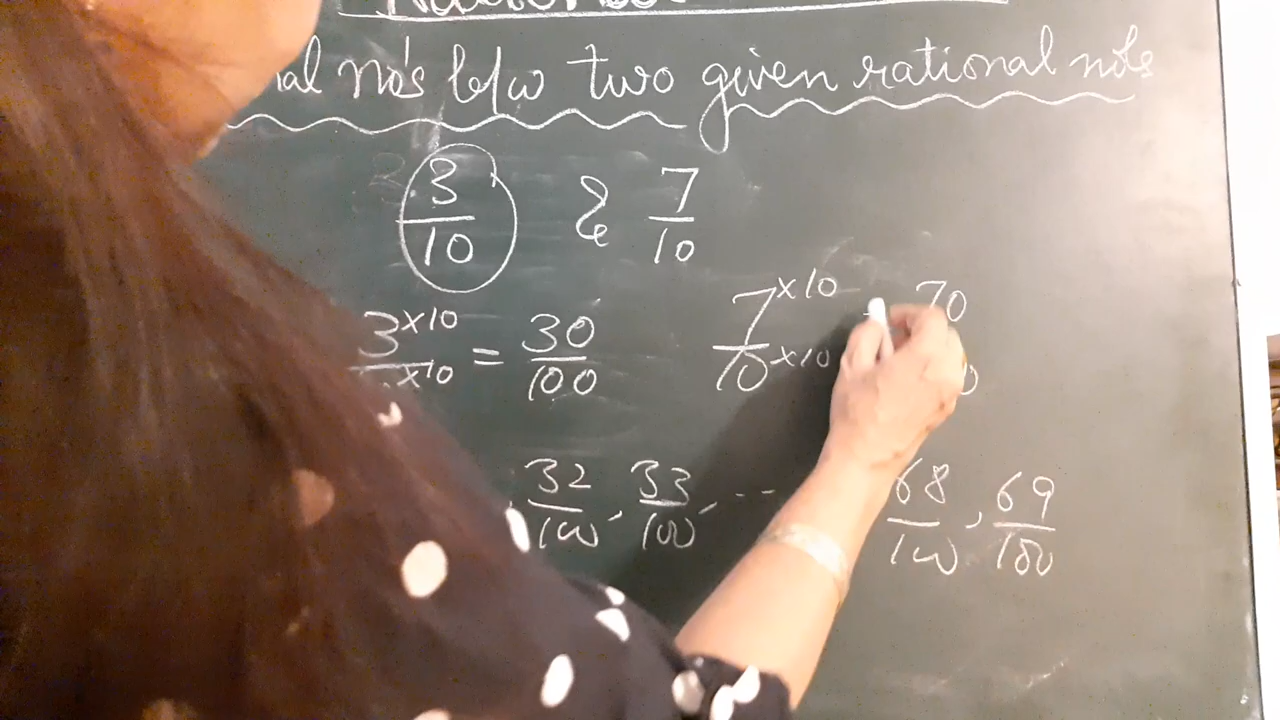 nal no's b/w two given rational no's
3/10 & 7/10
3×10/×10 = 30/100 7×10/10×10 70
32/100, 33/100, -- 68/100, 69/100